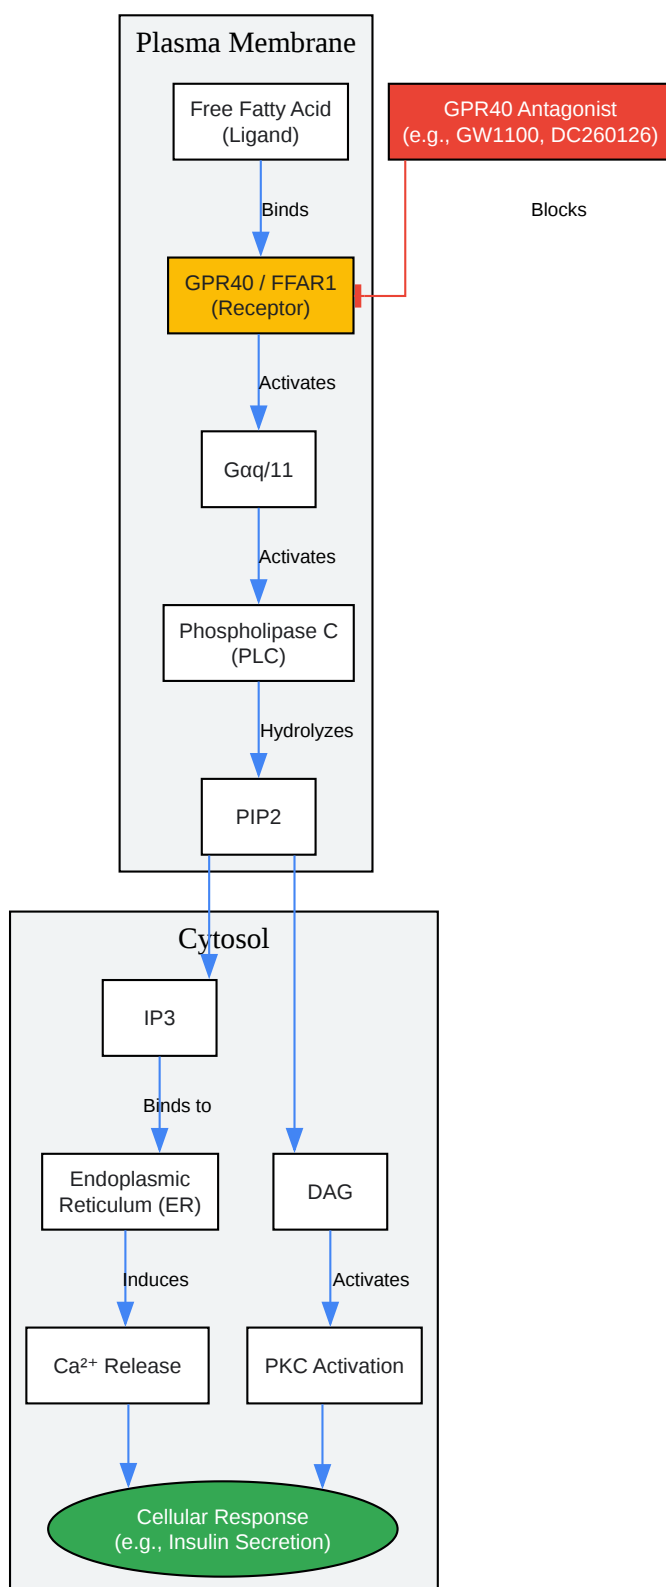 Plasma Membrane
Free Fatty Acid
(Ligand)
GPR40 Antagonist
(e.g., GW1100, DC260126)
Binds
Blocks
GPR40 / FFAR1
(Receptor)
Activates
Gαq/11
Activates
Phospholipase C
(PLC)
Hydrolyzes
PIP2
Cytosol
IP3
Binds to
Endoplasmic
Reticulum (ER)
DAG
Induces
Activates
Ca²⁺ Release
PKC Activation
Cellular Response
(e.g., Insulin Secretion)